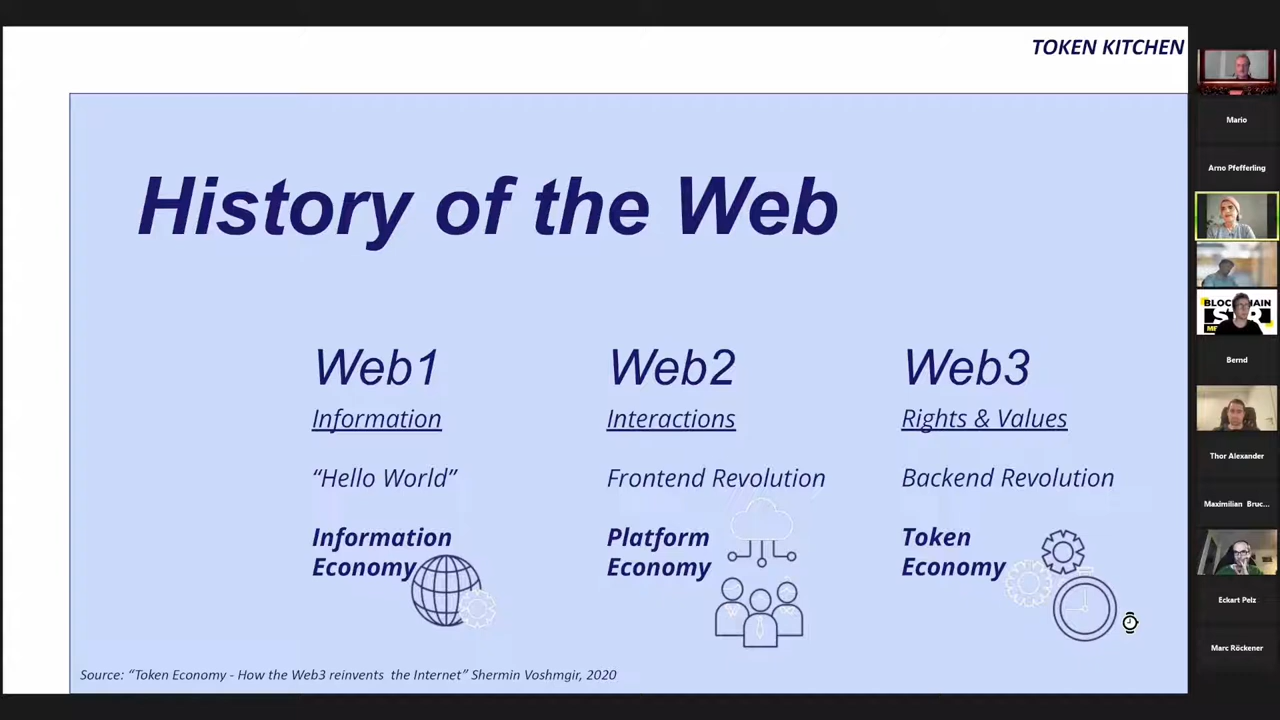 TOKEN KITCHEN
History of the Web
Web1
Information
“Hello World”
Information
Economy
Web2
Interactions
Frontend Revolution
Platform
Economy
Web3
Rights & Values
Backend Revolution
Token
Economy
Source: “Token Economy - How the Web3 reinvents the Internet” Shermin Voshmgir, 2020
Mario
Arno Pfefferling
Bernd
Thor Alexander
Maximilian Bruc...
Eckart Pelz
Marc Röckener